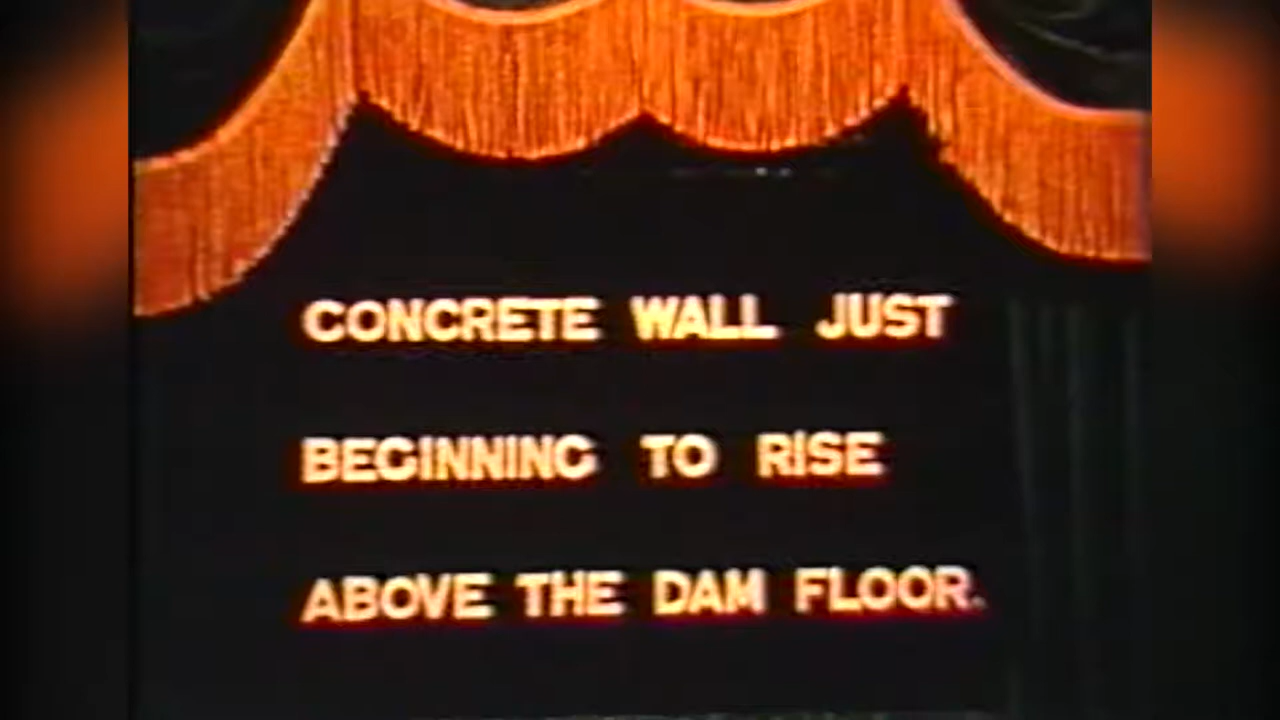 CONCRETE WALL JUST
BEGINNING TO RISE
ABOVE THE DAM FLOOR.